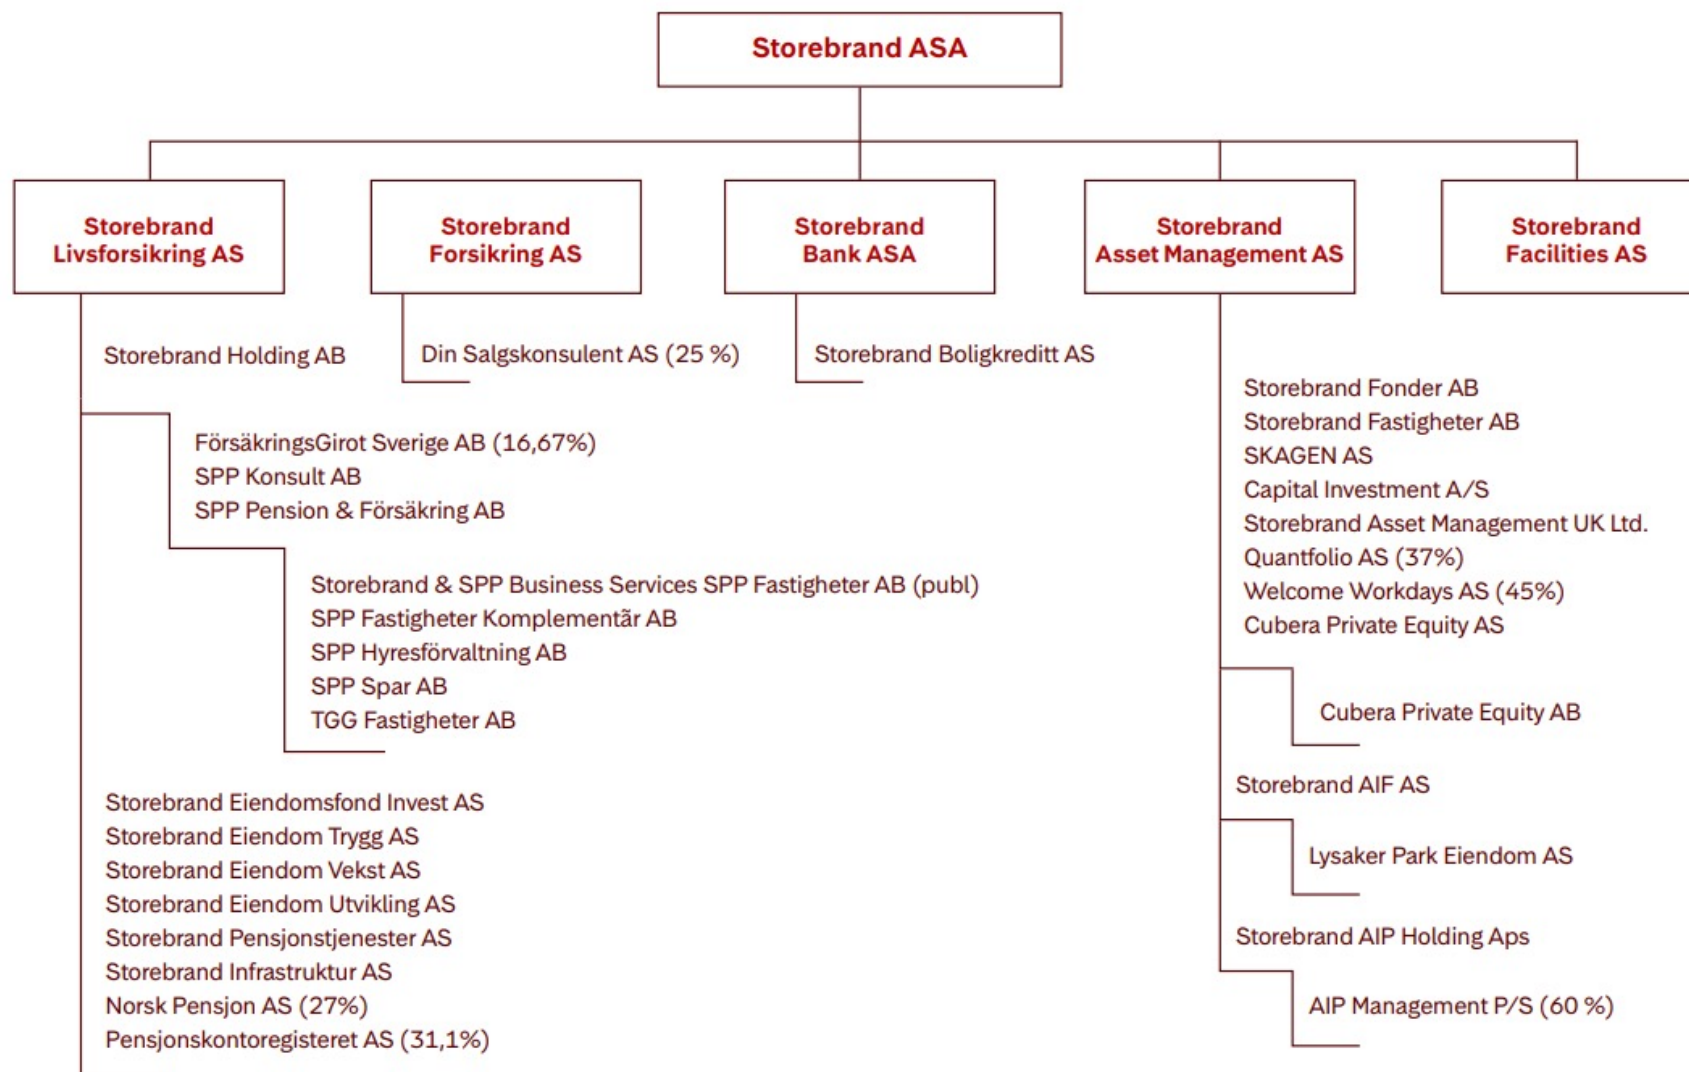 Storebrand ASA
Storebrand
Livsforsikring AS
Storebrand
Forsikring AS
Storebrand
Bank ASA
Storebrand
Asset Management AS
Storebrand
Facilities AS
Storebrand Holding AB
FörsäkringsGirot Sverige AB (16,67%)
SPP Konsult AB
SPP Pension & Försäkring AB
Storebrand & SPP Business Services SPP Fastigheter AB (publ)
SPP Fastigheter Komplementãr AB
SPP Hyresförvaltning AB
SPP Spar AB
TGG Fastigheter AB
Storebrand Eiendomsfond Invest AS
Storebrand Eiendom Trygg AS
Storebrand Eiendom Vekst AS
Storebrand Eiendom Utvikling AS
Storebrand Pensjonstjenester AS
Storebrand Infrastruktur AS
Norsk Pensjon AS (27%)
Pensjonskontoregisteret AS (31,1%)
Din Salgskonsulent AS (25 %)
Storebrand Boligkreditt AS
Storebrand Fonder AB
Storebrand Fastigheter AB
SKAGEN AS
Capital Investment A/S
Storebrand Asset Management UK Ltd.
Quantfolio AS (37%)
Welcome Workdays AS (45%)
Cubera Private Equity AS
Cubera Private Equity AB
Storebrand AIF AS
Lysaker Park Eiendom AS
Storebrand AIP Holding Aps
AIP Management P/S (60 %)